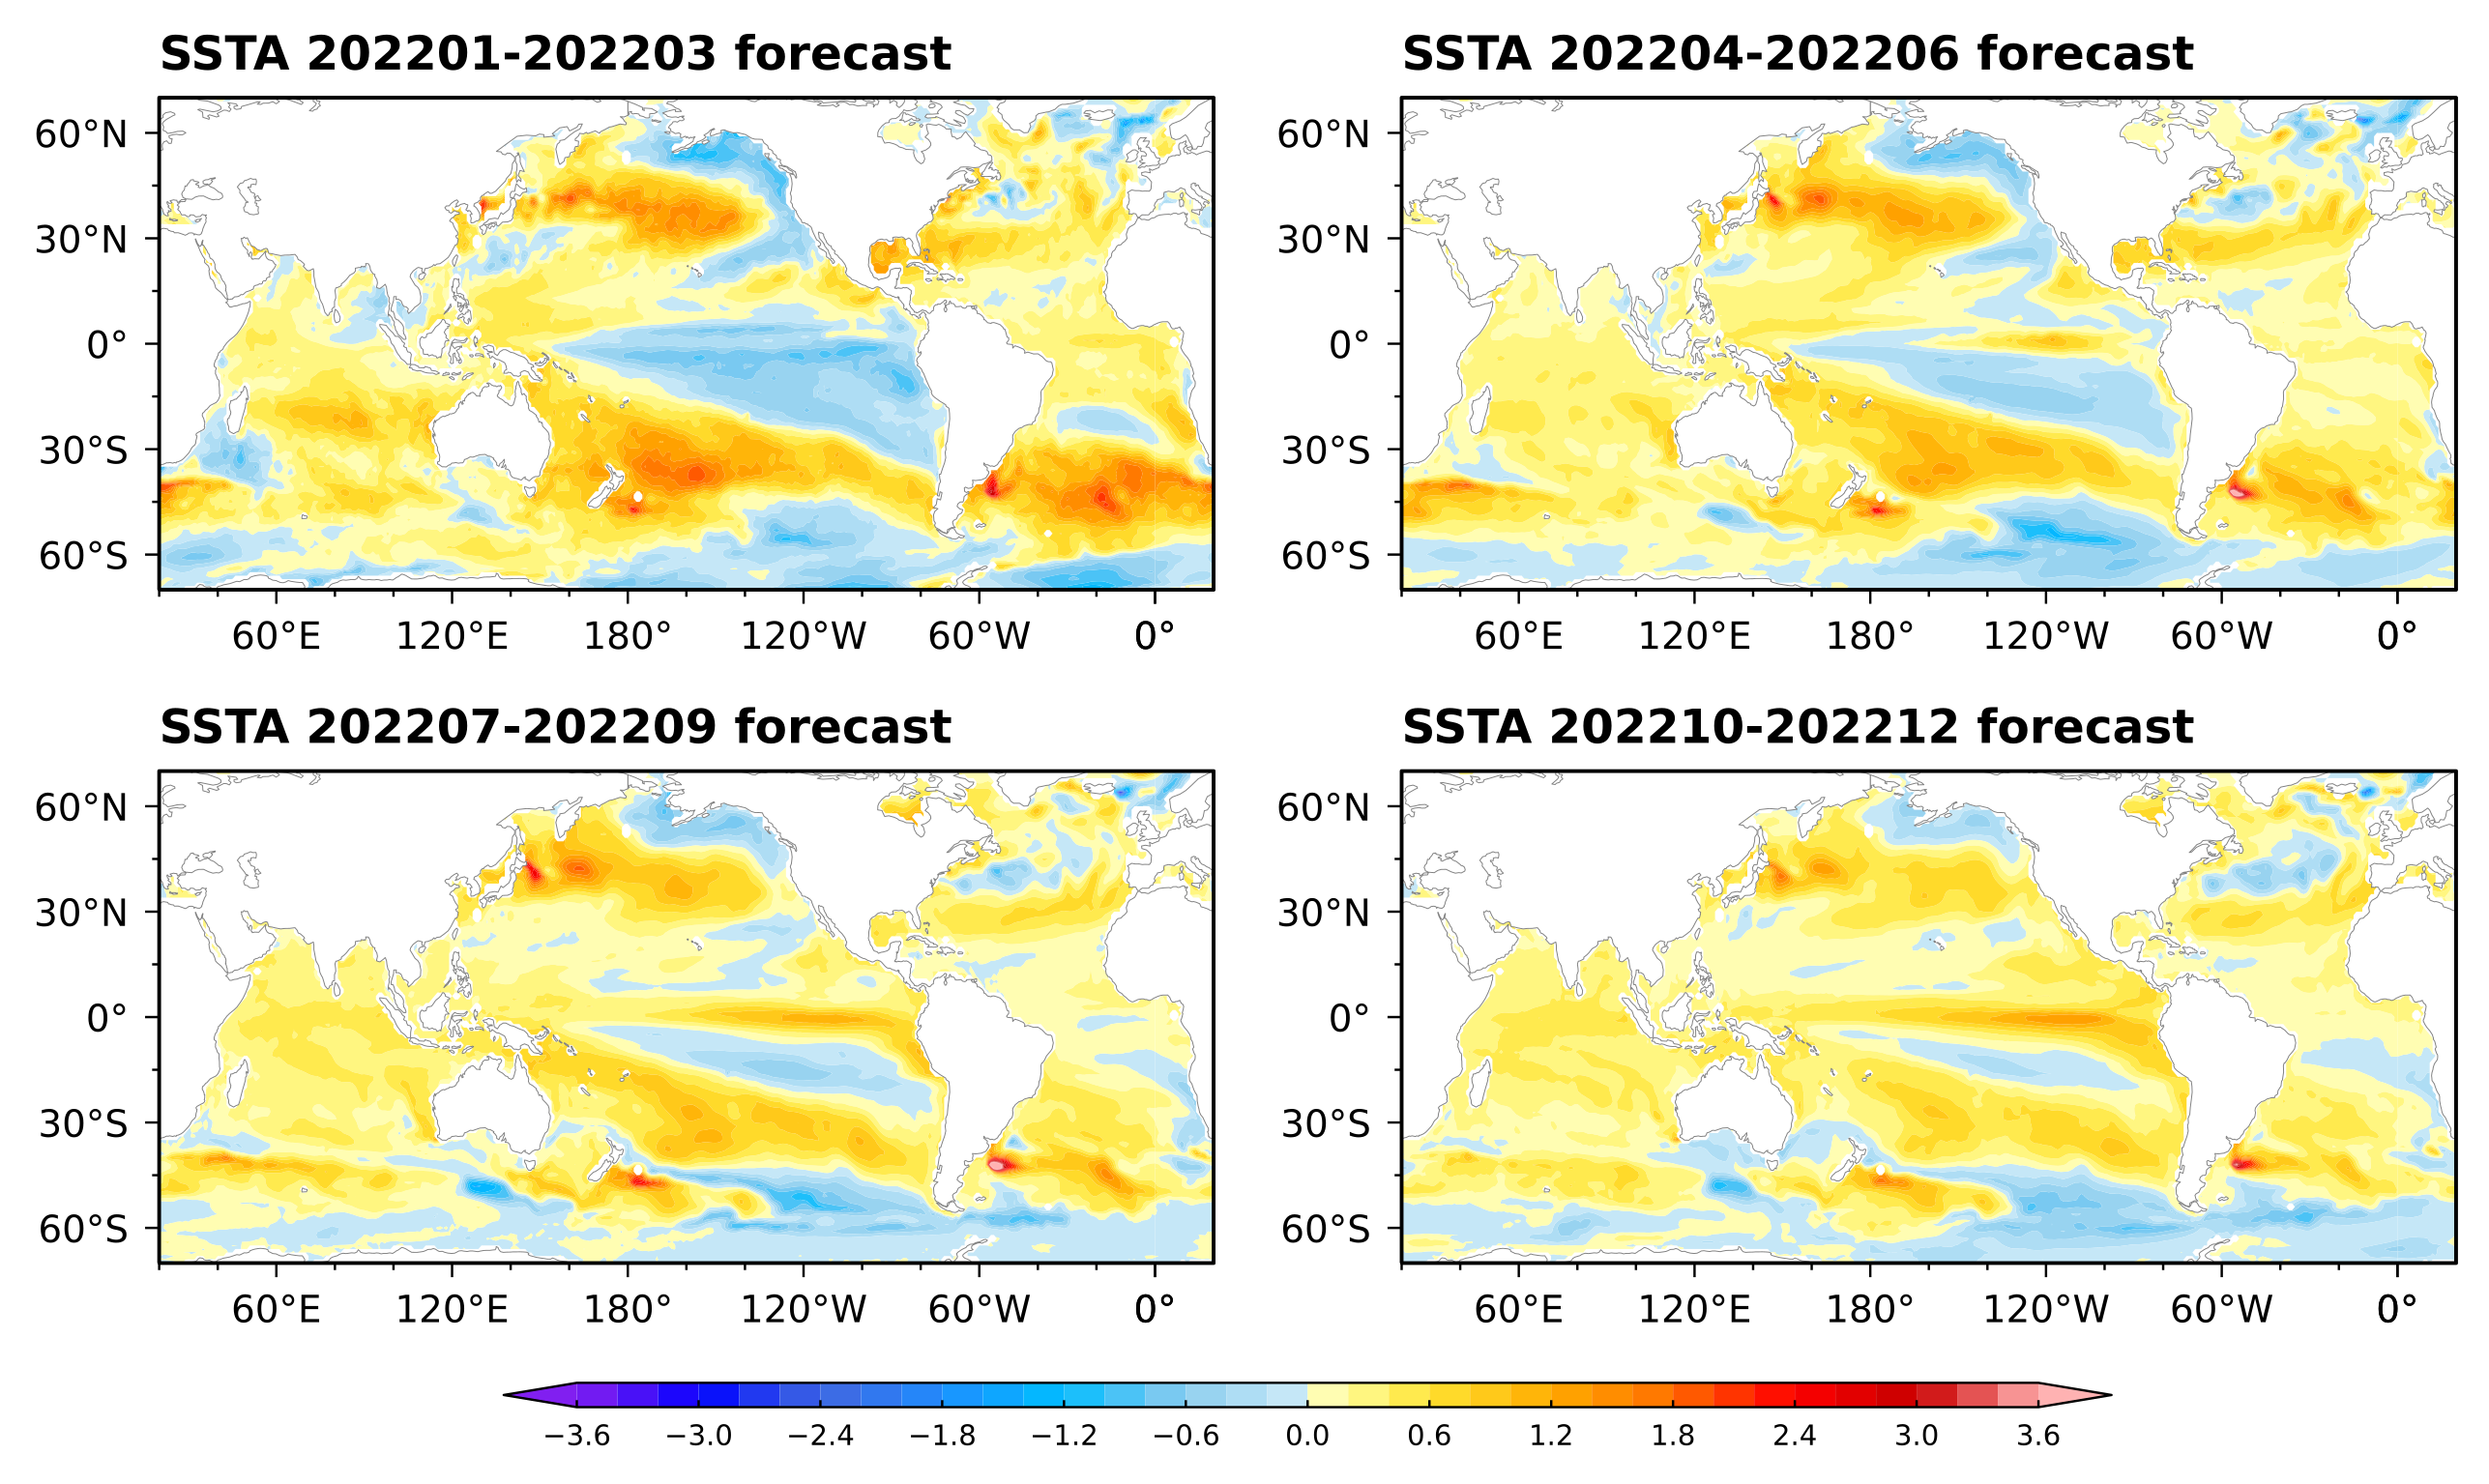 SSTA 202201-202203 forecast
SSTA 202204-202206 forecast
60°N
30°N
0°
30°S
60°S
60°E 120°E 180° 120°W 60°W 0°
60°N
30°N
0°
30°S
60°S
60°E 120°E 180° 120°W 60°W 0°
SSTA 202207-202209 forecast
SSTA 202210-202212 forecast
60°N
30°N
0°
30°S
60°S
60°E 120°E 180° 120°W 60°W 0°
60°N
30°N
0°
30°S
60°S
60°E 120°E 180° 120°W 60°W 0°
−3.6 −3.0 −2.4 −1.8 −1.2 −0.6 0.0 0.6 1.2 1.8 2.4 3.0 3.6